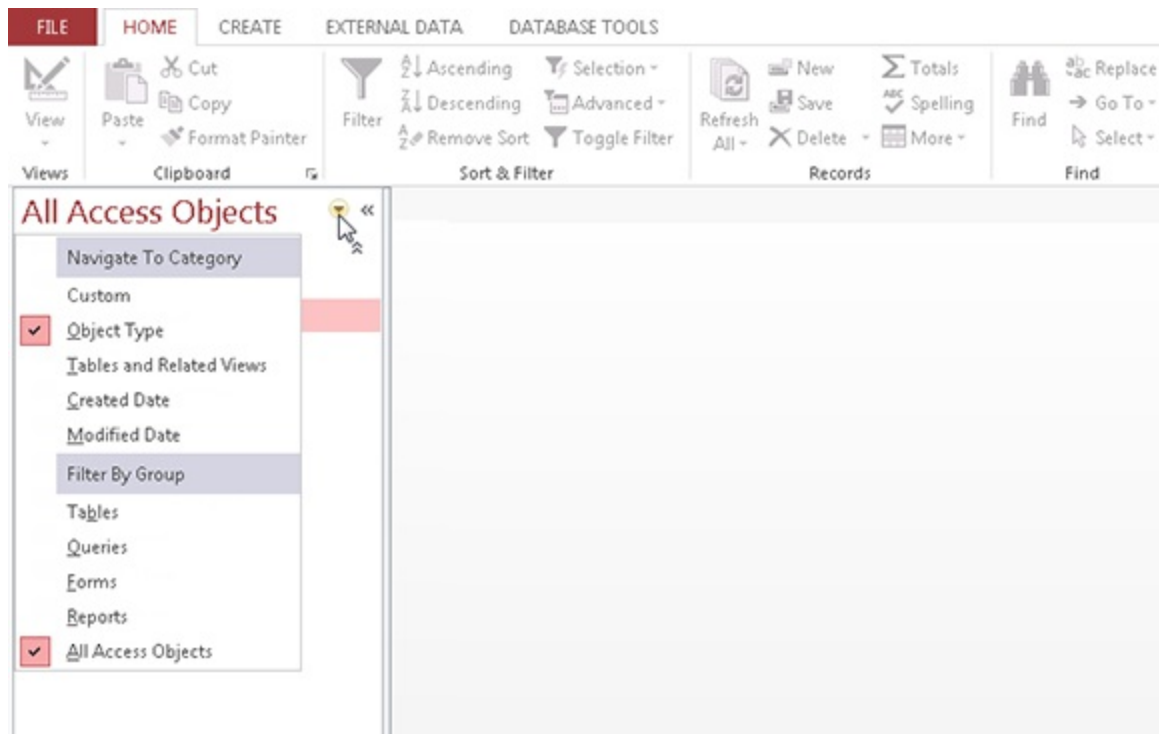 FILE HOME CREATE EXTERNAL DATA DATABASE TOOLS
View
Views
Paste
Cut
Copy
Format Painter
Clipboard
Filter
Ascending
Descending
Remove Sort
Selection
Advanced
Toggle Filter
Sort & Filter
Refresh
All
New
Save
Delete
Totals
Spelling
More
Records
Find
Replace
Go To
Select
Find
All Access Objects
Navigate To Category
Custom
Object Type
Tables and Related Views
Created Date
Modified Date
Filter By Group
Tables
Queries
Forms
Reports
All Access Objects